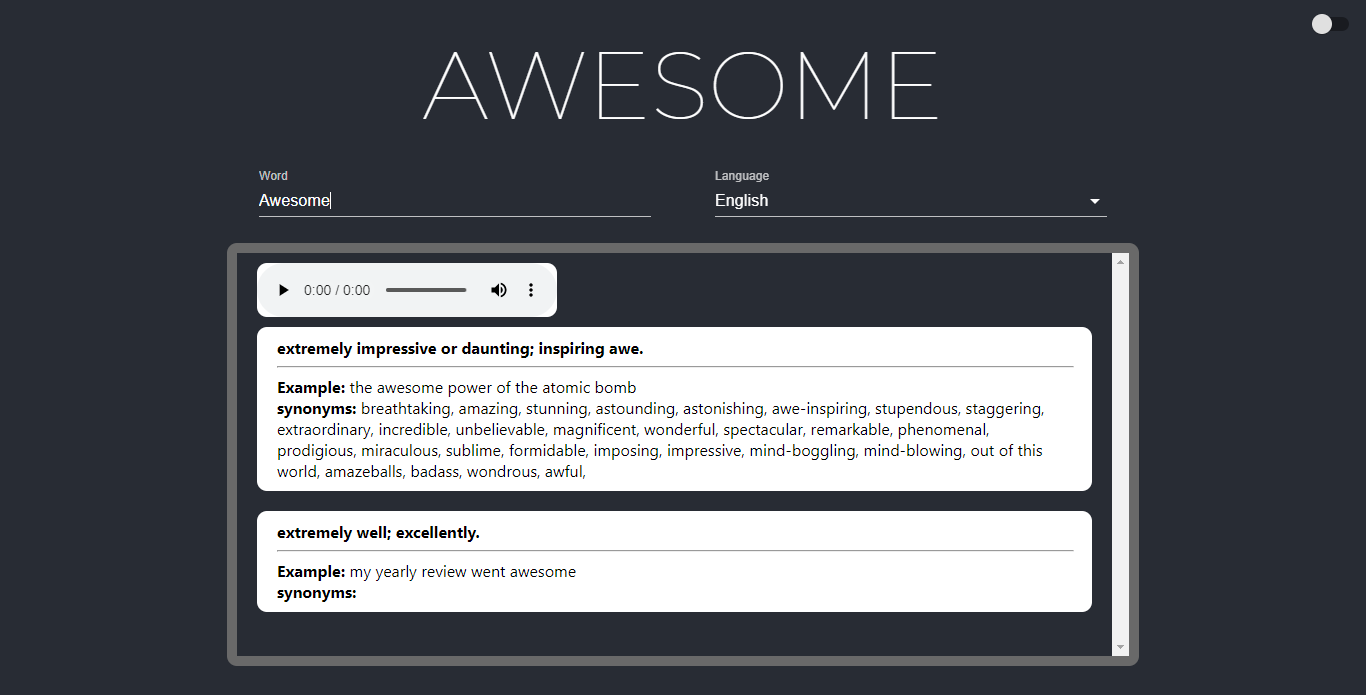 AWESOME
Word
Language
Awesome
English
0:00 / 0:00
extremely impressive or daunting; inspiring awe.
Example: the awesome power of the atomic bomb
synonyms: breathtaking, amazing, stunning, astounding, astonishing, awe-inspiring, stupendous, staggering,
extraordinary, incredible, unbelievable, magnificent, wonderful, spectacular, remarkable, phenomenal,
prodigious, miraculous, sublime, formidable, imposing, impressive, mind-boggling, mind-blowing, out of this
world, amazeballs, badass, wondrous, awful,
extremely well; excellently.
Example: my yearly review went awesome
synonyms: